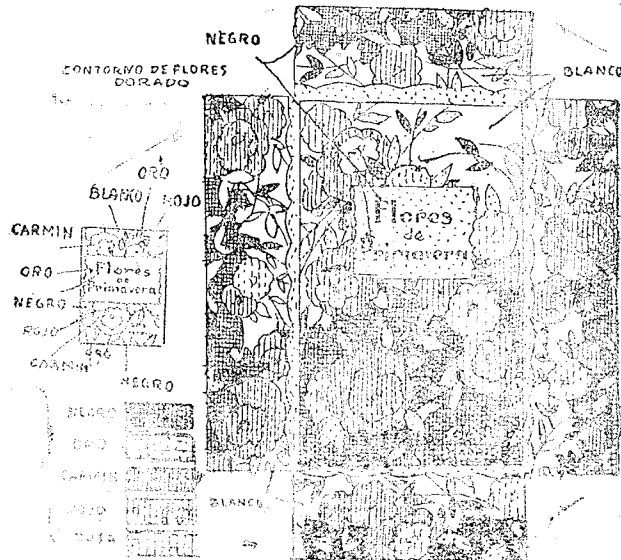 NEGRO
CONTORNO DE FLORES
DORADO
BLANCO
ORO
BLANCO
ROJO
CARMIN
ORO
NEGRO
ROJO
CARMIN
NEGRO
Flores
de
Primavera
Flores
de
Primavera
NEGRO
ORO
CARMIN
ROJO
BLANCO